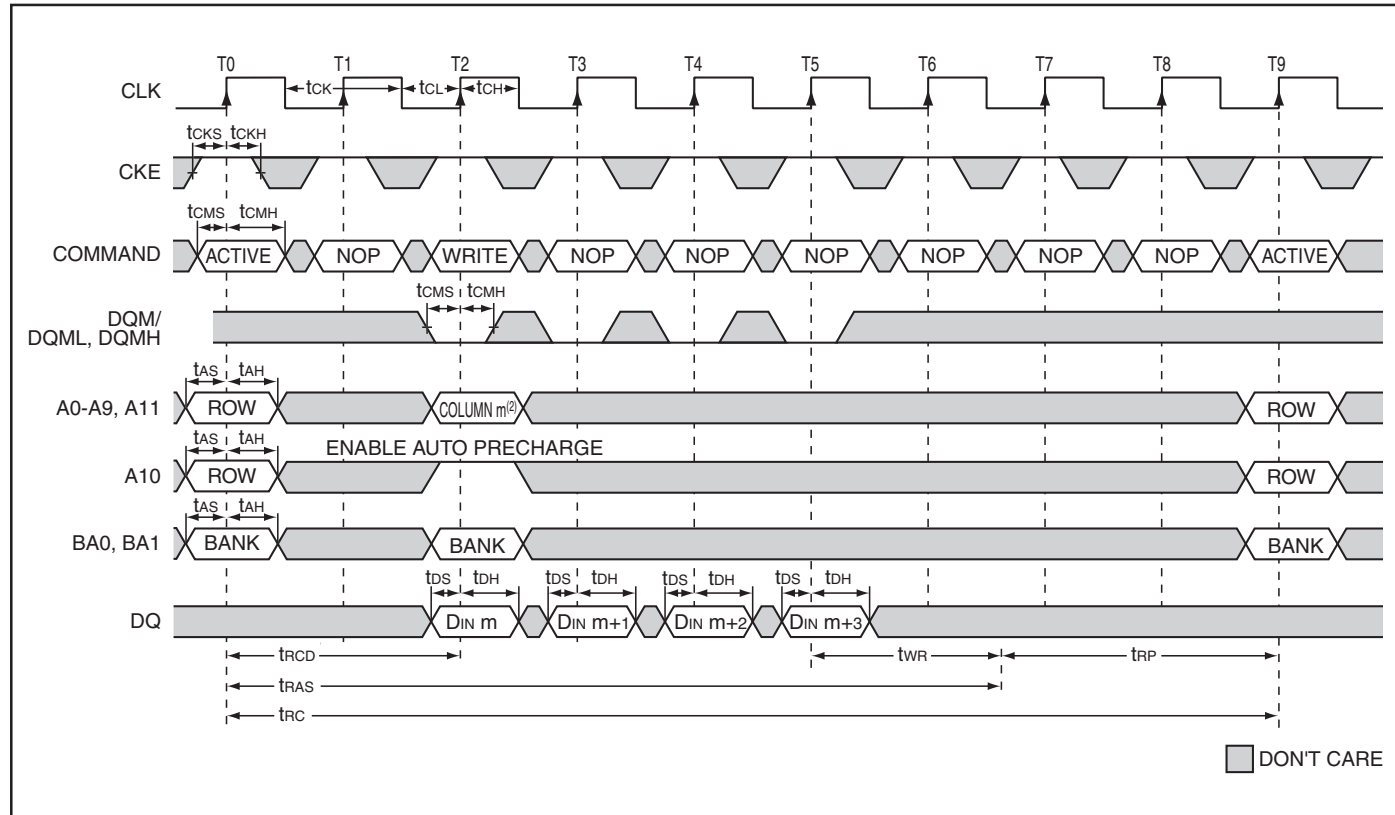 T0 T1 T2 T3 T4 T5 T6 T7 T8 T9
CLK tCK tCL tCH
tCKS tCKH
CKE
tCMS tCMH
COMMAND ACTIVE NOP WRITE NOP NOP NOP NOP NOP NOP ACTIVE
tCMS tCMH
DQM/
DQML, DQMH
tAS tAH
A0-A9, A11 ROW COLUMN m(2) ROW
tAS tAH ENABLE AUTO PRECHARGE
A10 ROW ROW
tAS tAH
BA0, BA1 BANK BANK BANK
tDS tDH tDS tDH tDS tDH tDS tDH
DQ DIN m DIN m+1 DIN m+2 DIN m+3
tRCD tWR tRP
tRAS
tRC
DON'T CARE